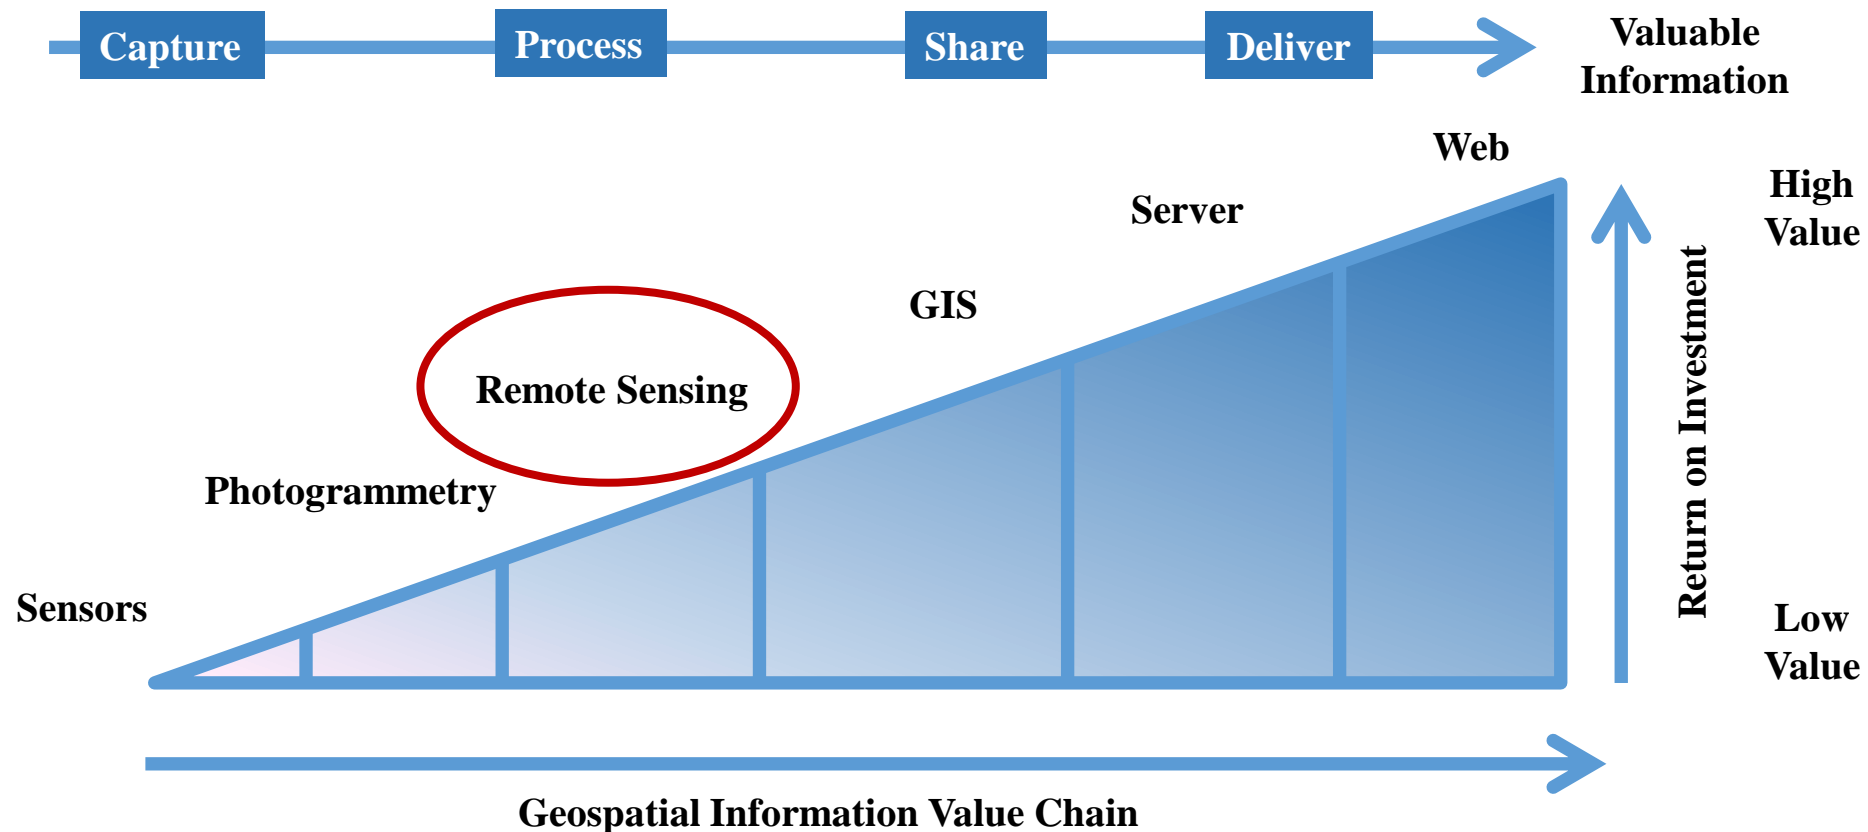 Capture
Process
Share
Deliver
Valuable
Information
Web
High
Value
Server
GIS
Return on Investment
Remote Sensing
Photogrammetry
Sensors
Low
Value
Geospatial Information Value Chain